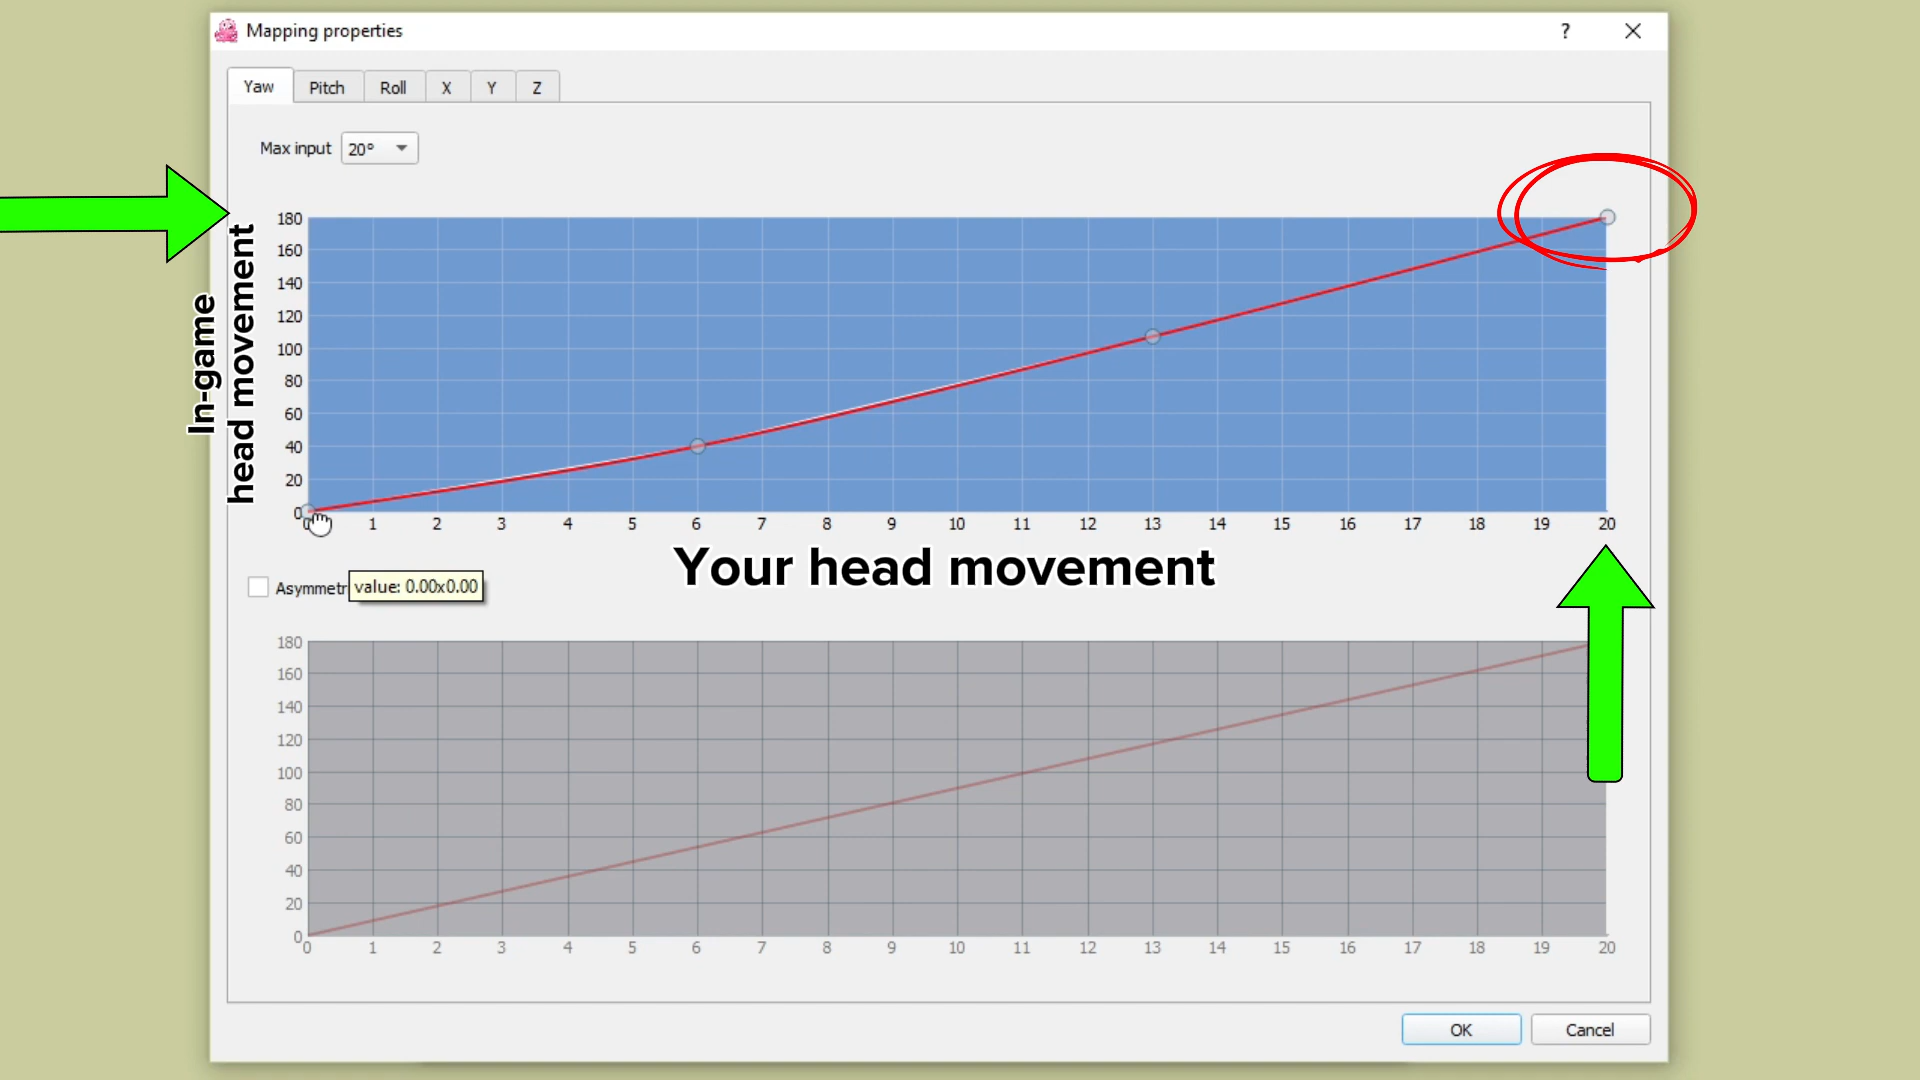 Mapping properties
?
Yaw Pitch Roll X Y Z
Max input 20°
180
160
140
120
100
80
60
40
20
0
In-game
head movement
0 1 2 3 4 5 6 7 8 9 10 11 12 13 14 15 16 17 18 19 20
Your head movement
Asymmetr value: 0.00x0.00
180
160
140
120
100
80
60
40
20
0
0 1 2 3 4 5 6 7 8 9 10 11 12 13 14 15 16 17 18 19 20
OK Cancel